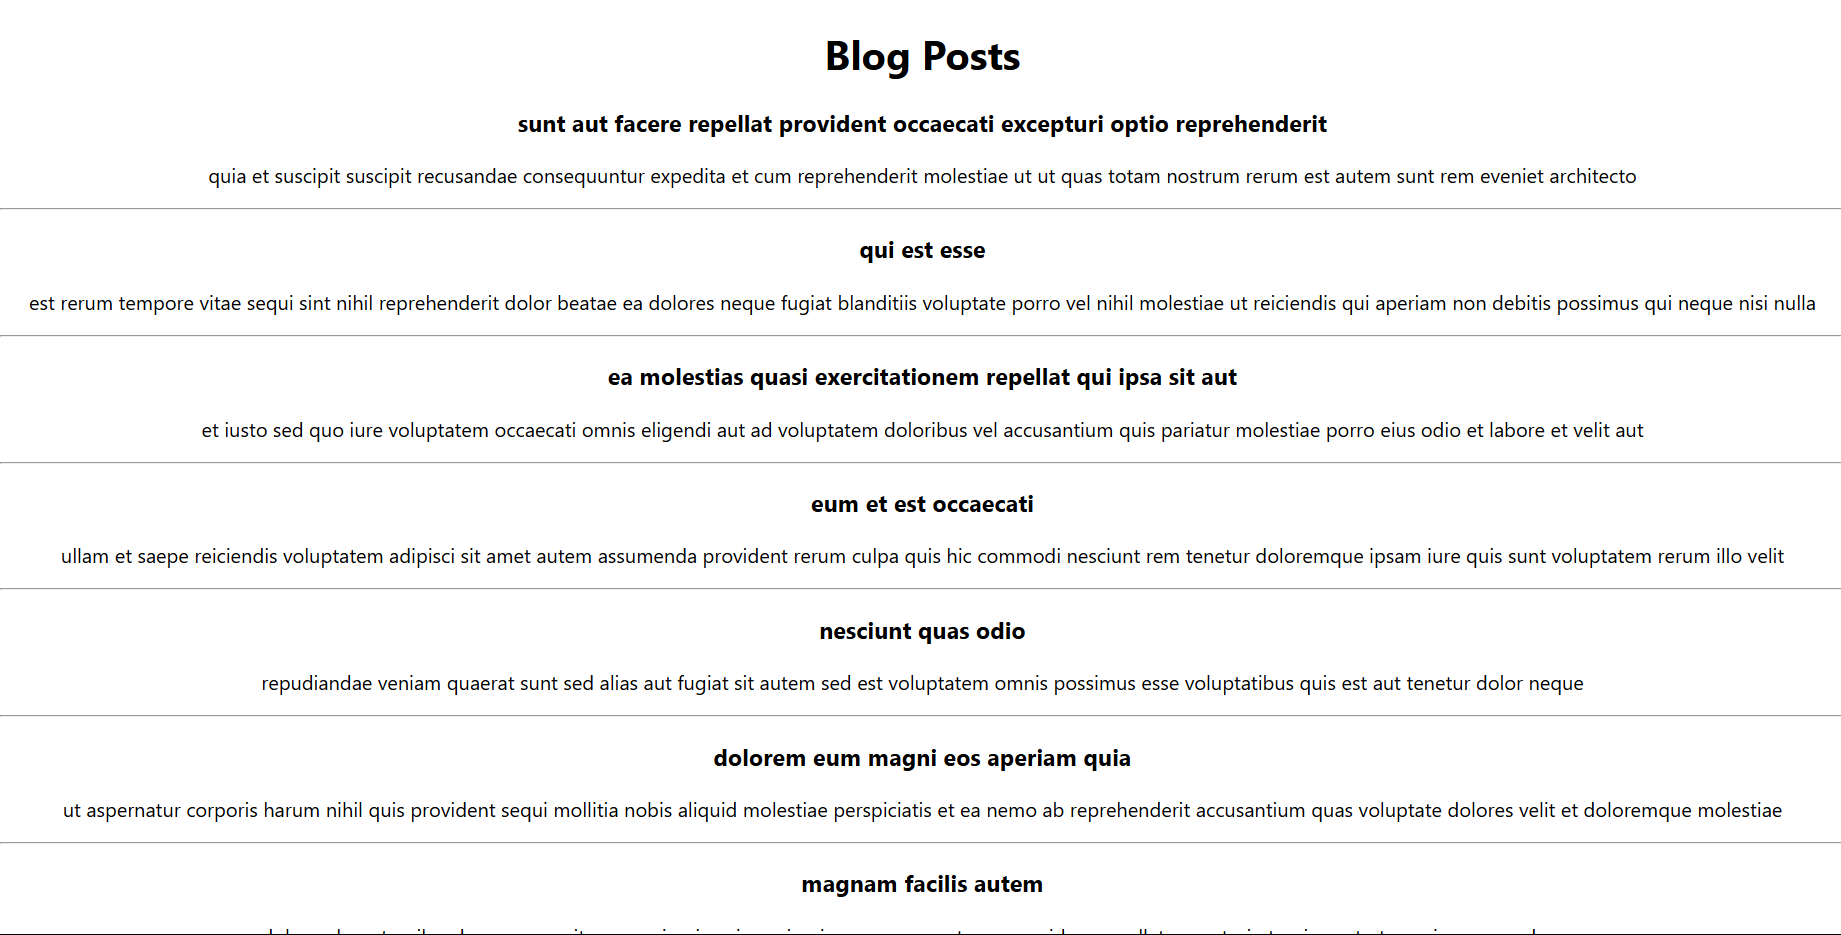 Blog Posts
sunt aut facere repellat provident occaecati excepturi optio reprehenderit
quia et suscipit suscipit recusandae consequuntur expedita et cum reprehenderit molestiae ut ut quas totam nostrum rerum est autem sunt rem eveniet architecto
qui est esse
est rerum tempore vitae sequi sint nihil reprehenderit dolor beatae ea dolores neque fugiat blanditiis voluptate porro vel nihil molestiae ut reiciendis qui aperiam non debitis possimus qui neque nisi nulla
ea molestias quasi exercitationem repellat qui ipsa sit aut
et iusto sed quo iure voluptatem occaecati omnis eligendi aut ad voluptatem doloribus vel accusantium quis pariatur molestiae porro eius odio et labore et velit aut
eum et est occaecati
ullam et saepe reiciendis voluptatem adipisci sit amet autem assumenda provident rerum culpa quis hic commodi nesciunt rem tenetur doloremque ipsam iure quis sunt voluptatem rerum illo velit
nesciunt quas odio
repudiandae veniam quaerat sunt sed alias aut fugiat sit autem sed est voluptatem omnis possimus esse voluptatibus quis est aut tenetur dolor neque
dolorem eum magni eos aperiam quia
ut aspernatur corporis harum nihil quis provident sequi mollitia nobis aliquid molestiae perspiciatis et ea nemo ab reprehenderit accusantium quas voluptate dolores velit et doloremque molestiae
magnam facilis autem